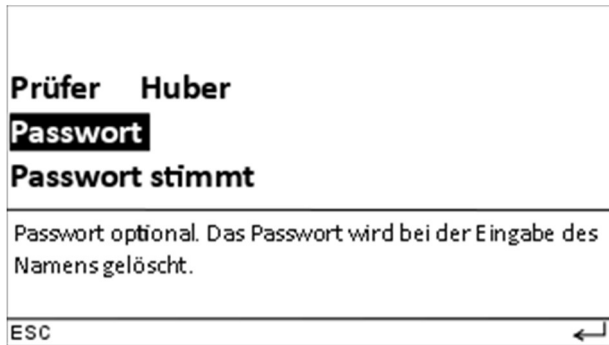 Prüfer Huber
Passwort
Passwort stimmt
Passwort optional. Das Passwort wird bei der Eingabe des
Namens gelöscht.
ESC